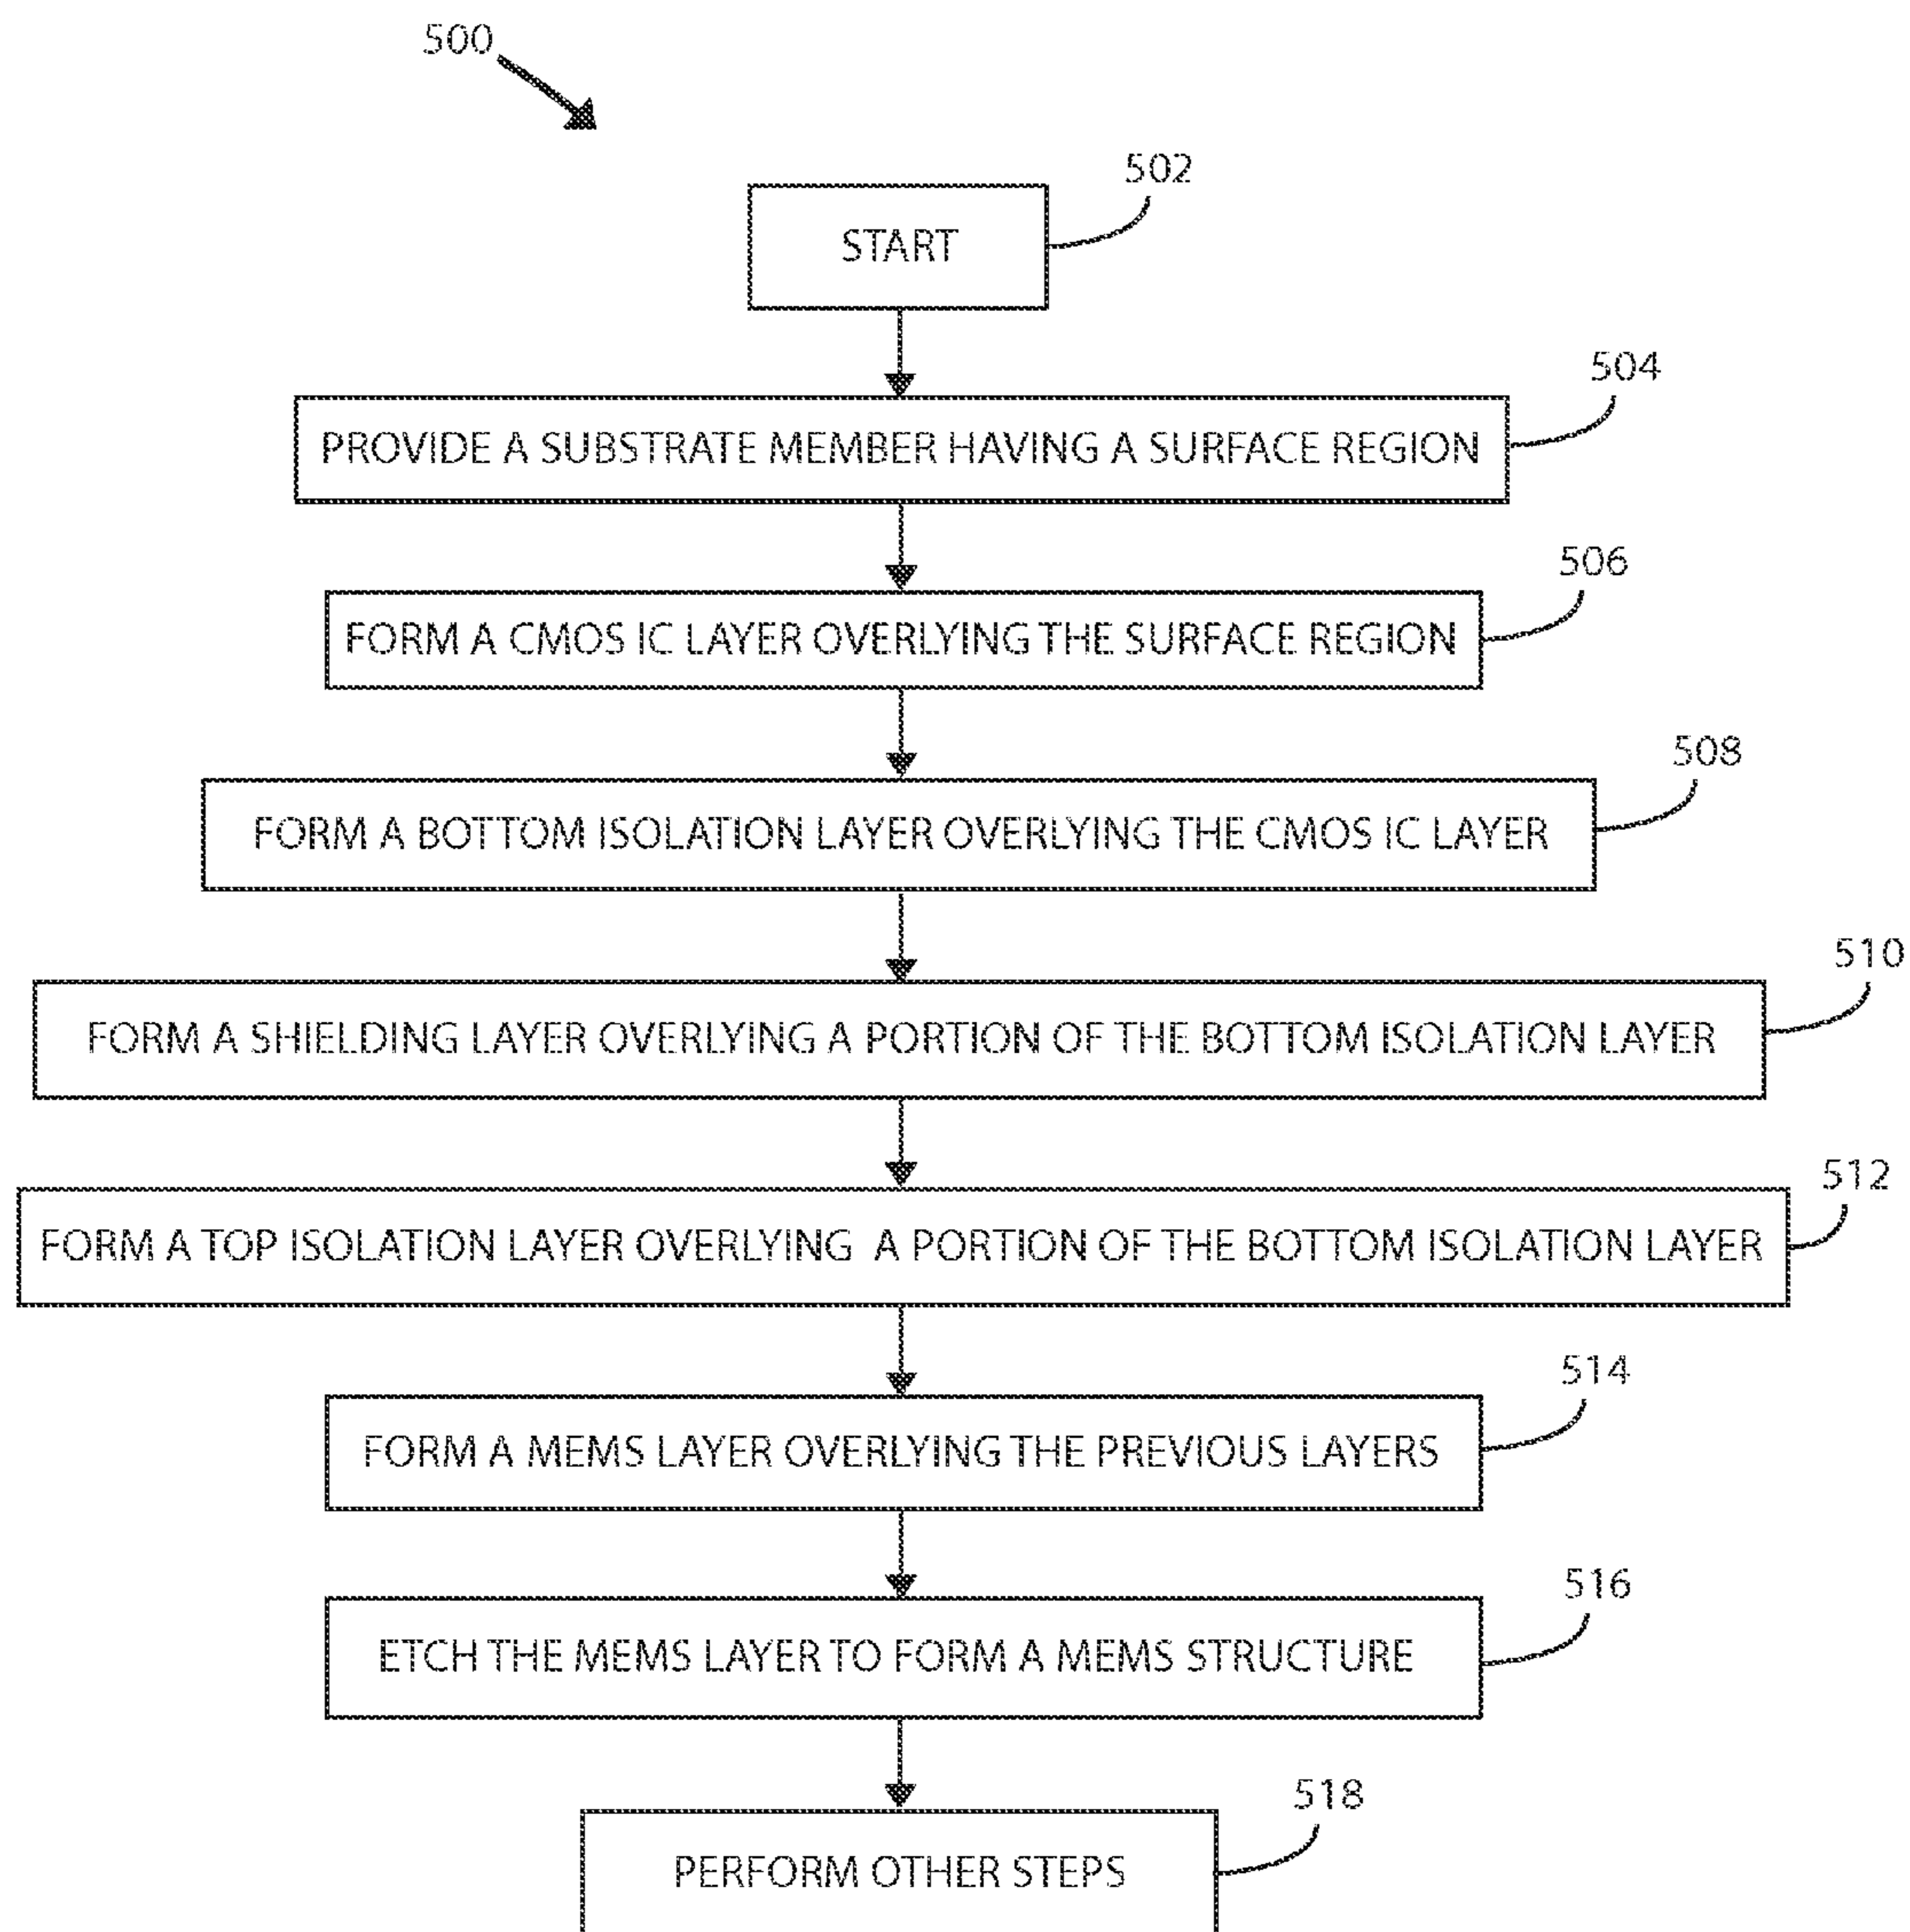 500
502
START
504
PROVIDE A SUBSTRATE MEMBER HAVING A SURFACE REGION
506
FORM A CMOS IC LAYER OVERLYING THE SURFACE REGION
508
FORM A BOTTOM ISOLATION LAYER OVERLYING THE CMOS IC LAYER
510
FORM A SHIELDING LAYER OVERLYING A PORTION OF THE BOTTOM ISOLATION LAYER
512
FORM A TOP ISOLATION LAYER OVERLYING A PORTION OF THE BOTTOM ISOLATION LAYER
514
FORM A MEMS LAYER OVERLYING THE PREVIOUS LAYERS
516
ETCH THE MEMS LAYER TO FORM A MEMS STRUCTURE
518
PERFORM OTHER STEPS